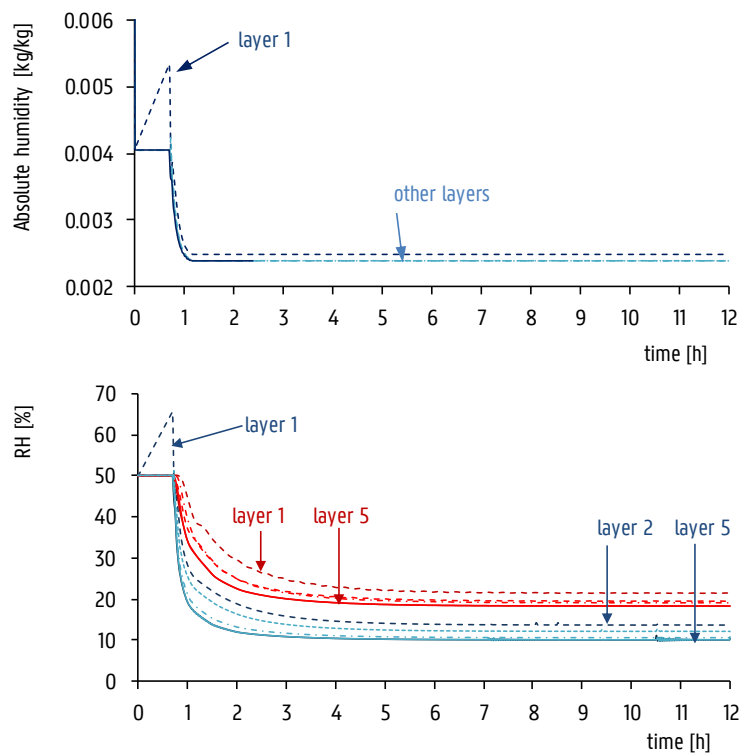 Absolute humidity [kg/kg]
0.006
0.005
0.004
0.003
0.002
layer 1
other layers
0 1 2 3 4 5 6 7 8 9 10 11 12
time [h]
RH [%]
70
60
50
40
30
20
10
0
layer 1
layer 1 layer 5 layer 2 layer 5
0 1 2 3 4 5 6 7 8 9 10 11 12
time [h]